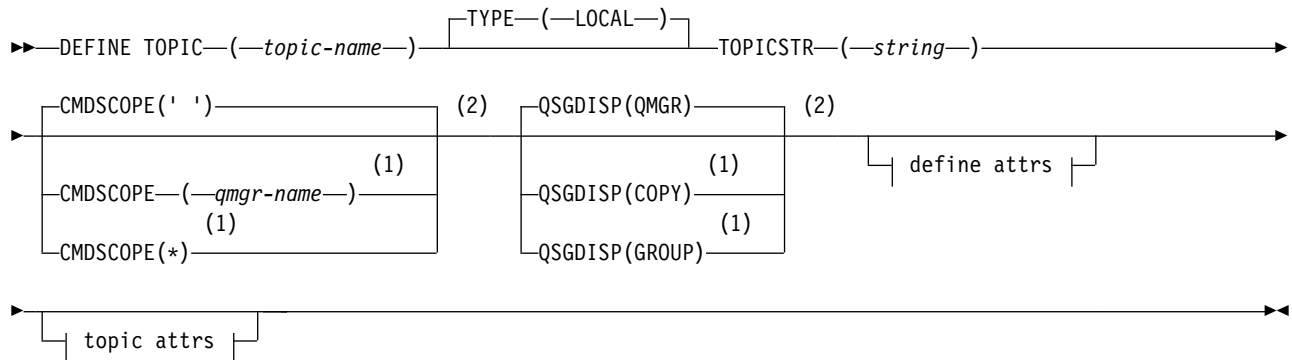 TYPE ( LOCAL )
DEFINE TOPIC ( topic-name ) TOPICSTR ( string )
CMDSCOPE(' ') (2) QSGDISP(QMGR) (2)
define attrs
(1) (1)
CMDSCOPE ( qmgr-name ) QSGDISP(COPY)
(1) (1)
CMDSCOPE(*) QSGDISP(GROUP)
topic attrs